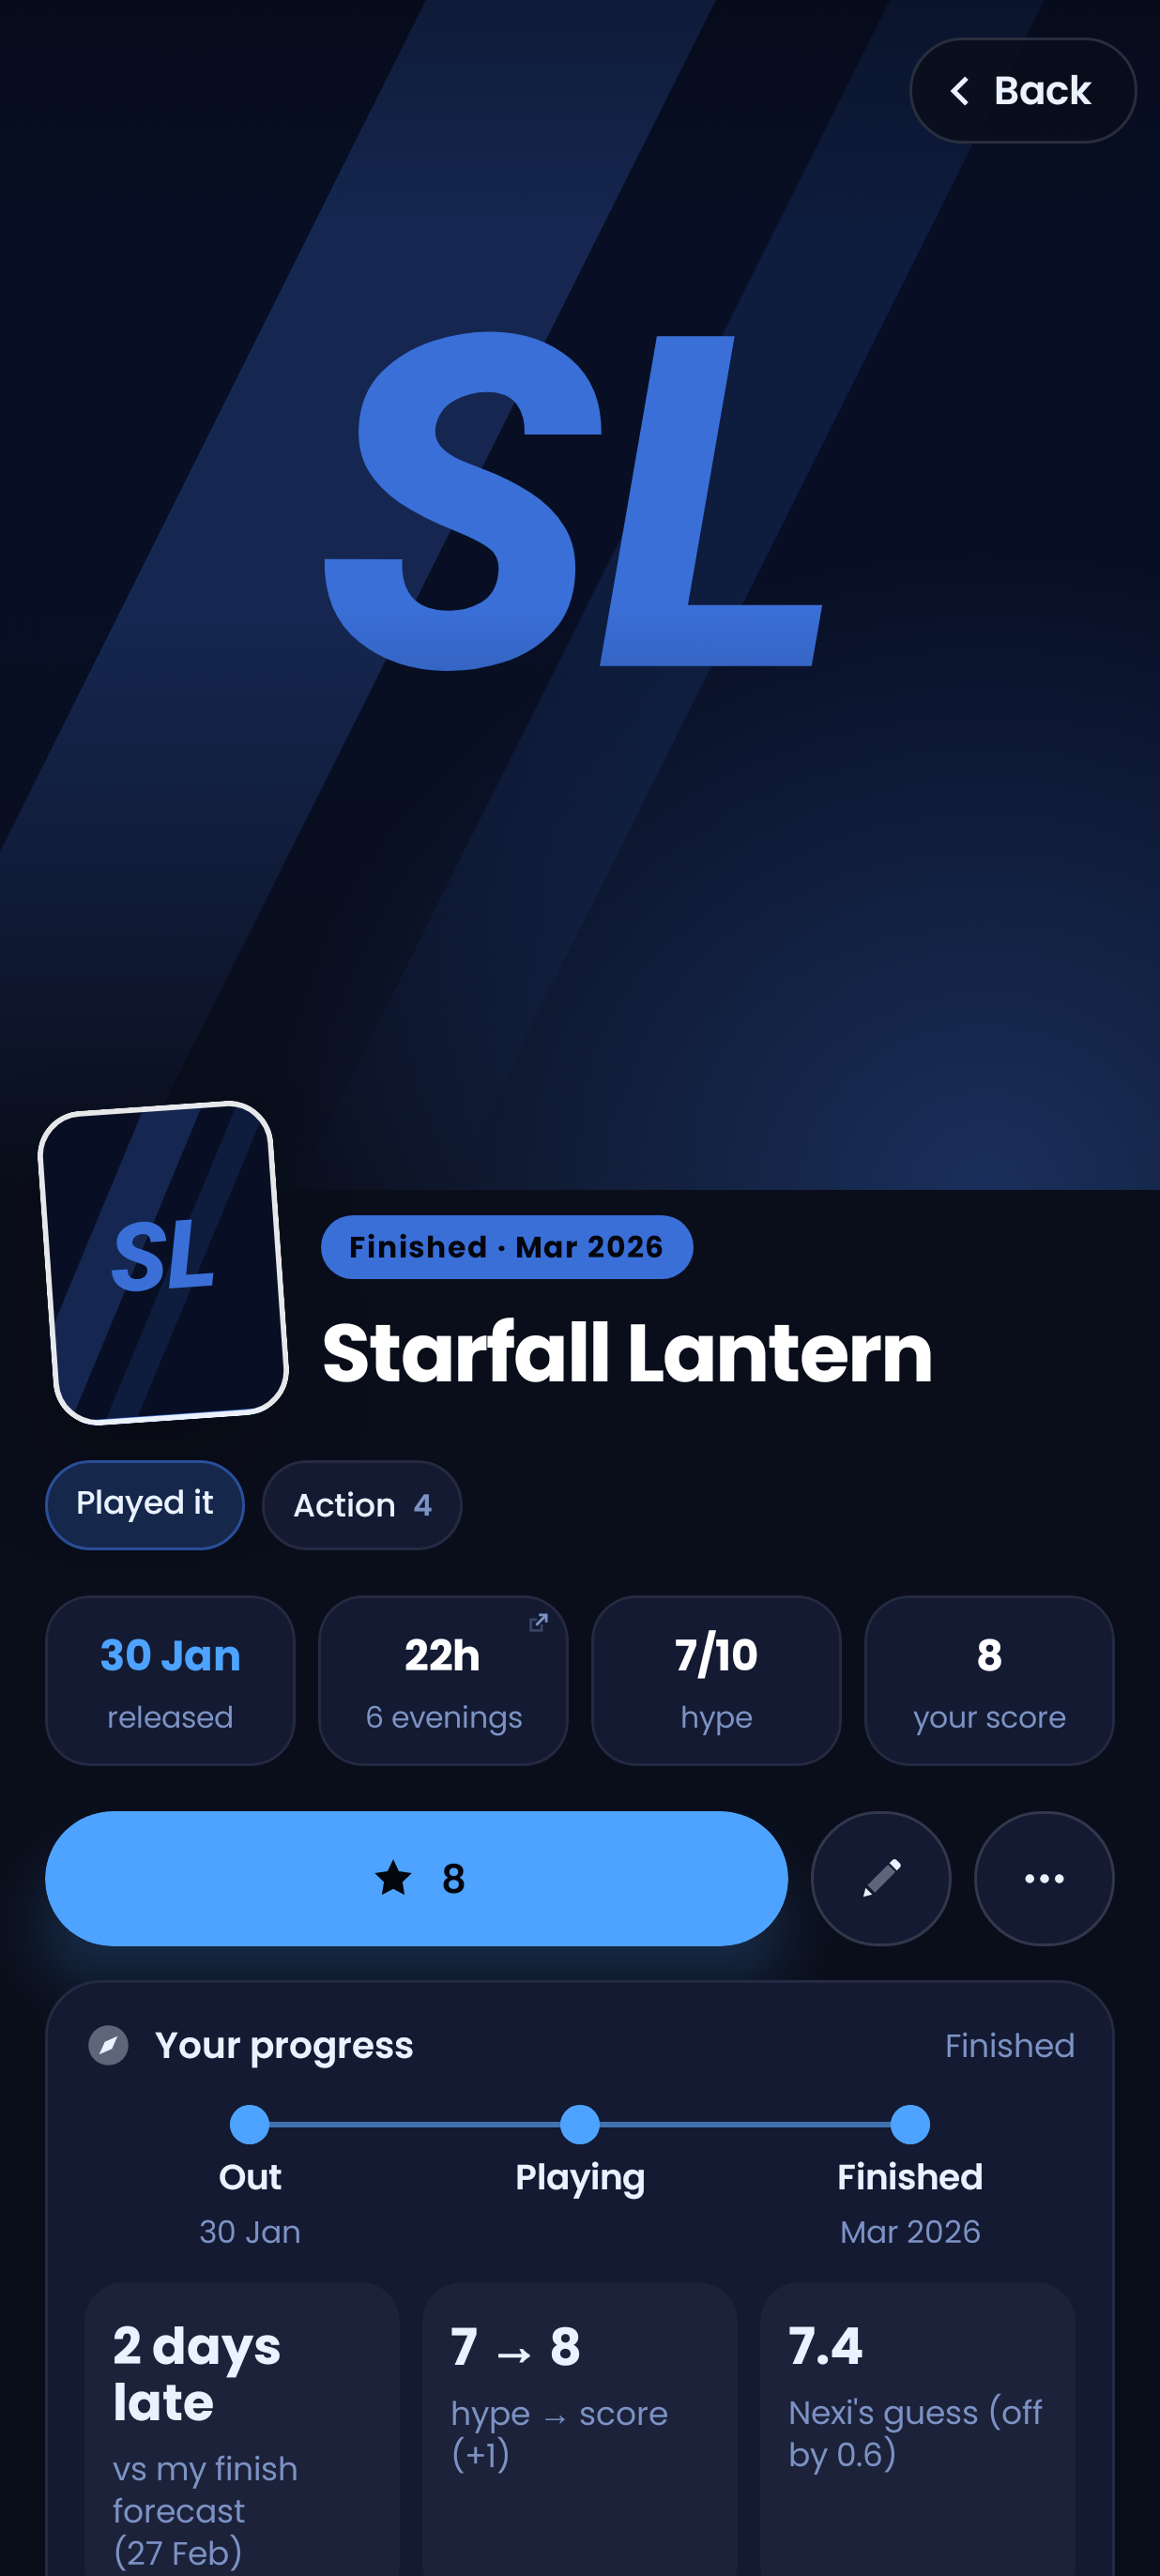 Back
SL
SL
Finished · Mar 2026
Starfall Lantern
Played it
Action 4
30 Jan
released
22h
6 evenings
7/10
hype
8
your score
8
Your progress
Finished
Out
Playing
Finished
30 Jan
Mar 2026
2 days
late
vs my finish
forecast
(27 Feb)
7 → 8
hype → score
(+1)
7.4
Nexi's guess (off
by 0.6)